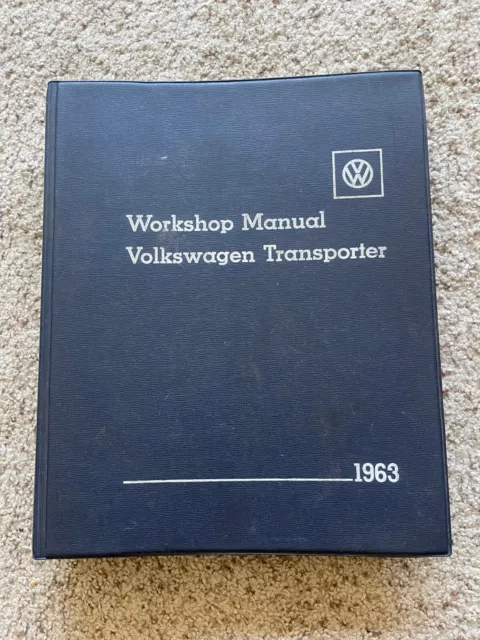 VW
Workshop Manual
Volkswagen Transporter
1963